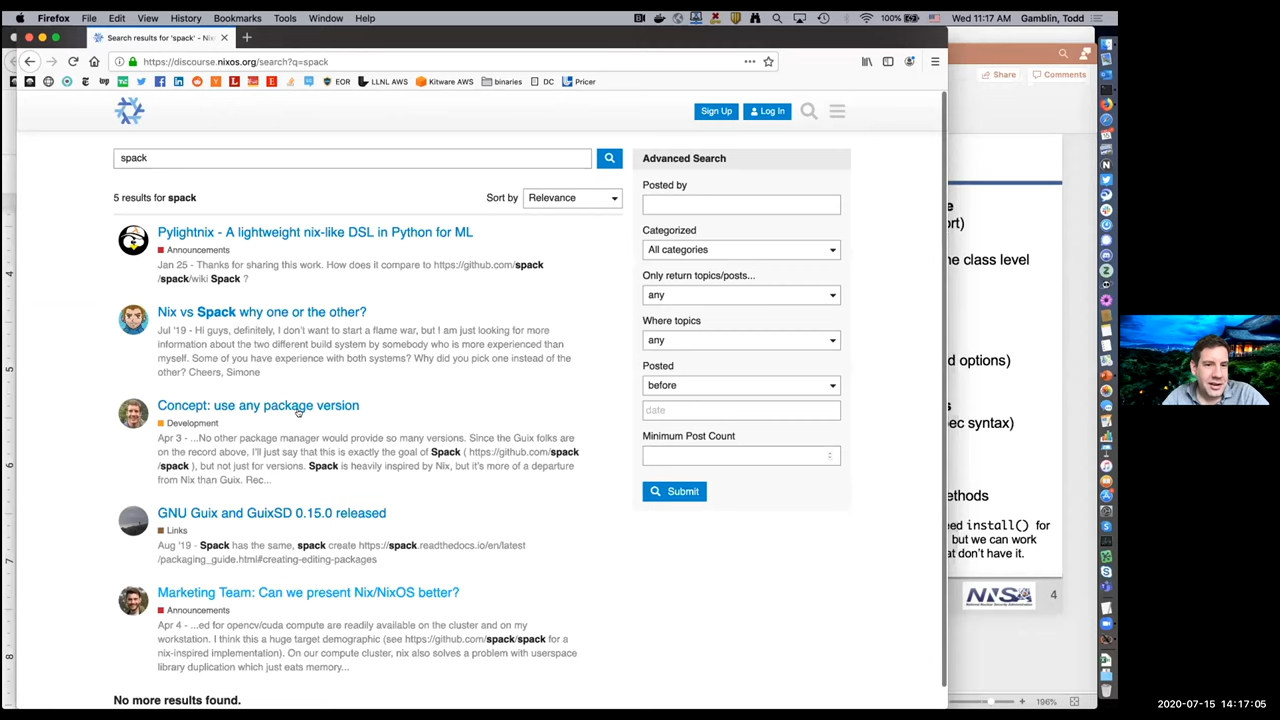 Firefox File Edit View History Bookmarks Tools Window Help 100% Wed 11:17 AM Gamblin, Todd
Search results for 'spack' - Nix
https://discourse.nixos.org/search?q=spack
EOR LLNL AWS Kitware AWS binaries DC Pricer
Share Comments
Sign Up Log In
spack
5 results for spack
Sort by Relevance
Pylightnix - A lightweight nix-like DSL in Python for ML
Announcements
Jan 25 - Thanks for sharing this work. How does it compare to https://github.com/spack
/spack/wiki Spack ?
Nix vs Spack why one or the other?
Jul '19 - Hi guys, definitely, I don't want to start a flame war, but I am just looking for more
information about the two different build system by somebody who is more experienced than
myself. Some of you have experience with both systems? Why did you pick one instead of the
other? Cheers, Simone
Concept: use any package version
Development
Apr 3 - ...No other package manager would provide so many versions. Since the Guix folks are
on the record above, I'll just say that this is exactly the goal of Spack ( https://github.com/spack
/spack ), but not just for versions. Spack is heavily inspired by Nix, but it's more of a departure
from Nix than Guix. Rec...
GNU Guix and GuixSD 0.15.0 released
Links
Aug '19 - Spack has the same, spack create https://spack.readthedocs.io/en/latest
/packaging_guide.html#creating-editing-packages
Marketing Team: Can we present Nix/NixOS better?
Announcements
Apr 4 - ...ed for opencv/cuda compute are readily available on the cluster and on my
workstation. I think this a huge target demographic (see https://github.com/spack/spack for a
nix-inspired implementation). On our compute cluster, nix also solves a problem with userspace
library duplication which just eats memory...
No more results found.
Advanced Search
Posted by
Categorized
All categories
Only return topics/posts...
any
Where topics
any
Posted
before
date
Minimum Post Count
Submit
e
ort)
he class level
d options)
s
ec syntax)
ethods
eed install() for
but we can work
at don't have it.
NNSA
National Nuclear Security Administration
4
196%
4
5
6
7
8
2020-07-15 14:17:05